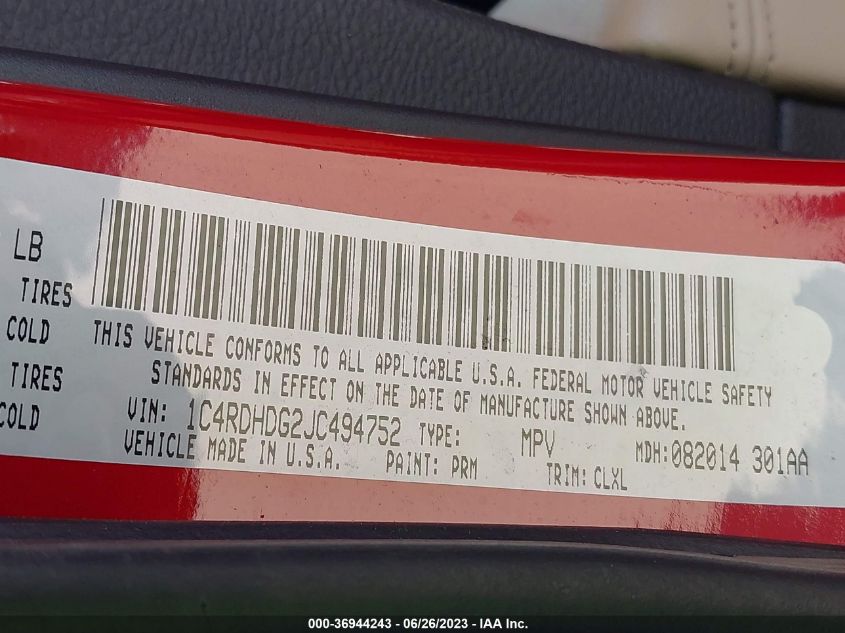 LB
TIRES
COLD
TIRES
COLD
THIS VEHICLE CONFORMS TO ALL APPLICABLE U.S.A. FEDERAL MOTOR VEHICLE SAFETY
STANDARDS IN EFFECT ON THE DATE OF MANUFACTURE SHOWN ABOVE.
VIN: 1C4RDHDG2JC494752 TYPE: MPV MDH: 082014 301AA
VEHICLE MADE IN U.S.A. PAINT: PRM TRIM: CLXL
000-36944243 - 06/26/2023 - © IAA Inc.